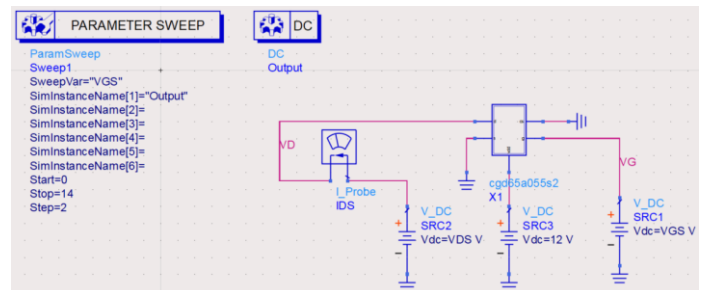 PARAMETER SWEEP
DC
ParamSweep
Sweep1
SweepVar="VGS"
SimInstanceName[1]="Output"
SimInstanceName[2]=
SimInstanceName[3]=
SimInstanceName[4]=
SimInstanceName[5]=
SimInstanceName[6]=
Start=0
Stop=14
Step=2
DC
Output
VD
I_Probe
IDS
cgd65a055s2
X1
VG
V_DC
SRC2
Vdc=VDS V
V_DC
SRC3
Vdc=12 V
V_DC
SRC1
Vdc=VGS V